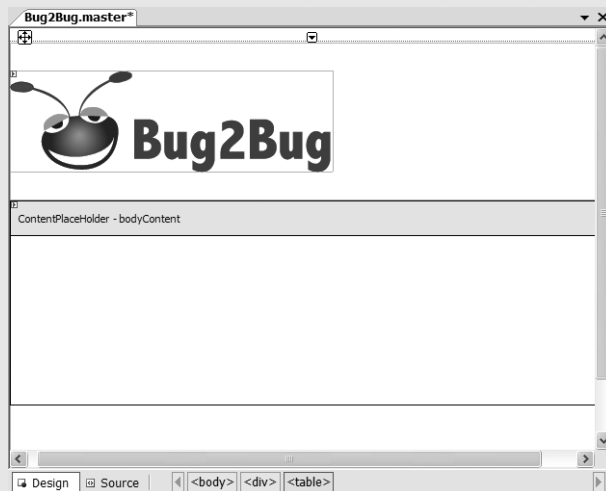 Bug2Bug.master*
Bug2Bug
ContentPlaceHolder - bodyContent
Design Source <body> <div> <table>